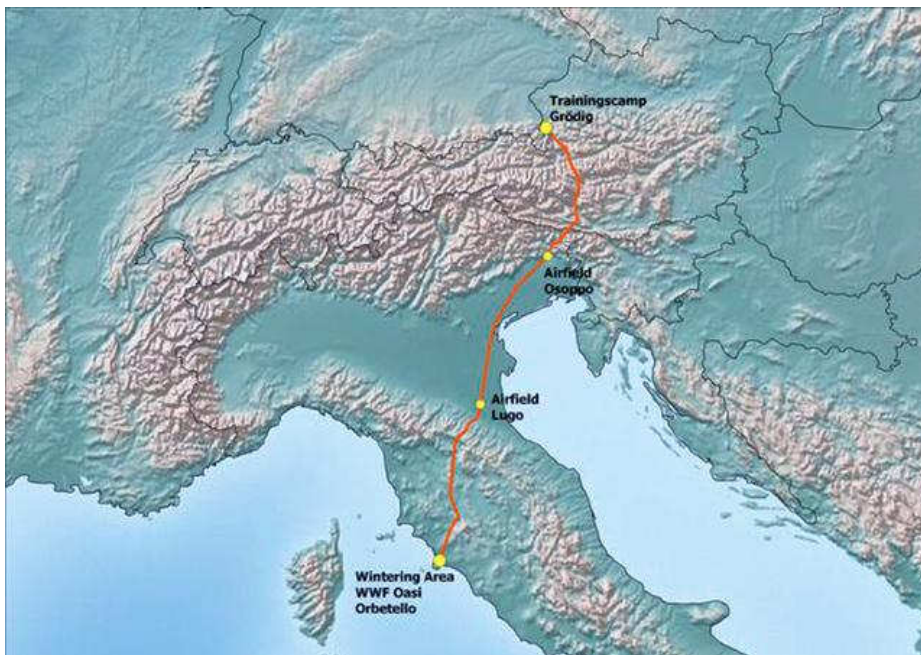 Trainingscamp
Grödig
Airfield
Osoppo
Airfield
Lugo
Wintering Area
WWF Oasi
Orbetello